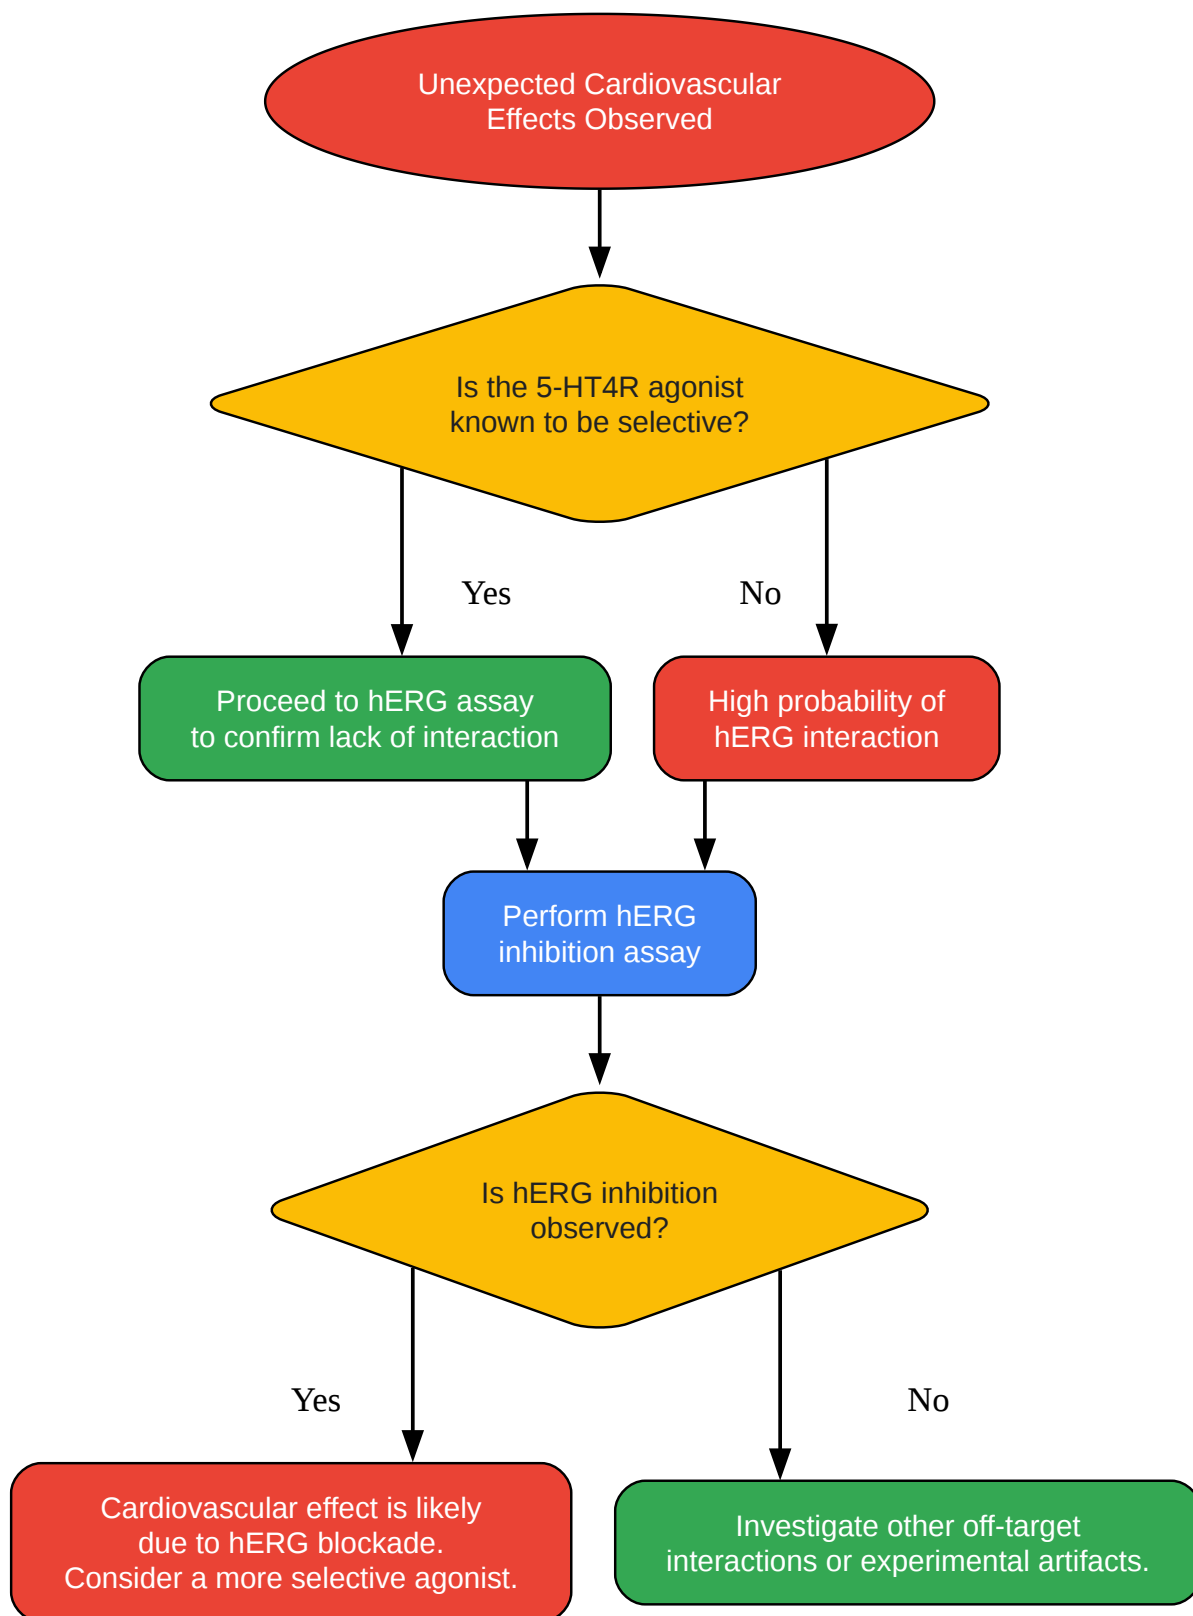 Unexpected Cardiovascular
Effects Observed
Is the 5-HT4R agonist
known to be selective?
Yes
No
Proceed to hERG assay
to confirm lack of interaction
High probability of
hERG interaction
Perform hERG
inhibition assay
Is hERG inhibition
observed?
Yes
No
Cardiovascular effect is likely
due to hERG blockade.
Consider a more selective agonist.
Investigate other off-target
interactions or experimental artifacts.